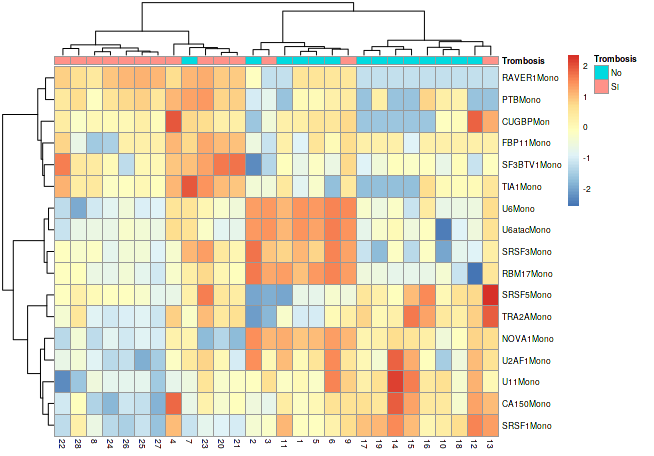 Trombosis
RAVER1Mono
PTBMono
CUGBPMon
FBP11Mono
SF3BTV1Mono
TIA1Mono
U6Mono
U6atacMono
SRSF3Mono
RBM17Mono
SRSF5Mono
TRA2AMono
NOVA1Mono
U2AF1Mono
U11Mono
CA150Mono
SRSF1Mono
22 28 8 24 26 25 27 4 7 23 20 21 2 3 11 1 5 6 9 17 19 14 15 16 10 18 12 13
2
1
0
-1
-2
Trombosis
No
SI